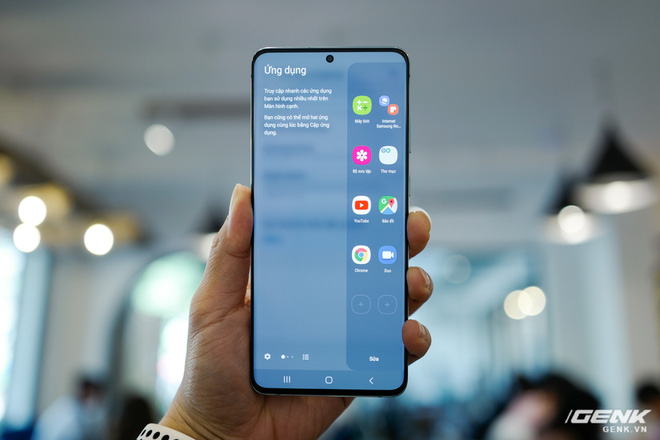 Ứng dụng
Truy cập nhanh các ứng dụng
bạn sử dụng nhiều nhất trên
Màn hình cạnh.
Bạn cũng có thể mở hai ứng
dụng cùng lúc bằng Cặp ứng
dụng.
Máy tính
Internet
Samsung No...
Bộ sưu tập
Thư mục
YouTube
Bản đồ
Chrome
Duo
Sửa
GENK
GENK.VN